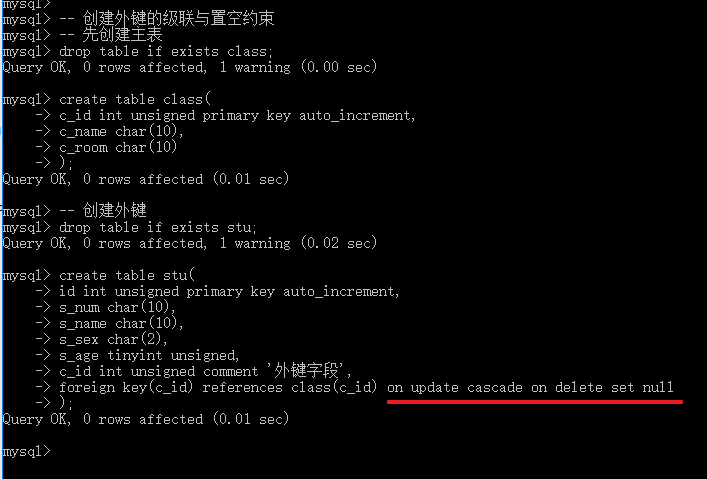 mysql>
mysql> -- 创建外键的级联与置空约束
mysql> -- 先创建主表
mysql> drop table if exists class;
Query OK, 0 rows affected, 1 warning (0.00 sec)
mysql> create table class(
-> c_id int unsigned primary key auto_increment,
-> c_name char(10),
-> c_room char(10)
-> );
Query OK, 0 rows affected (0.01 sec)
mysql> -- 创建外键
mysql> drop table if exists stu;
Query OK, 0 rows affected, 1 warning (0.02 sec)
mysql> create table stu(
-> id int unsigned primary key auto_increment,
-> s_num char(10),
-> s_name char(10),
-> s_sex char(2),
-> s_age tinyint unsigned,
-> c_id int unsigned comment '外键字段',
-> foreign key(c_id) references class(c_id) on update cascade on delete set null
-> );
Query OK, 0 rows affected (0.01 sec)
mysql>